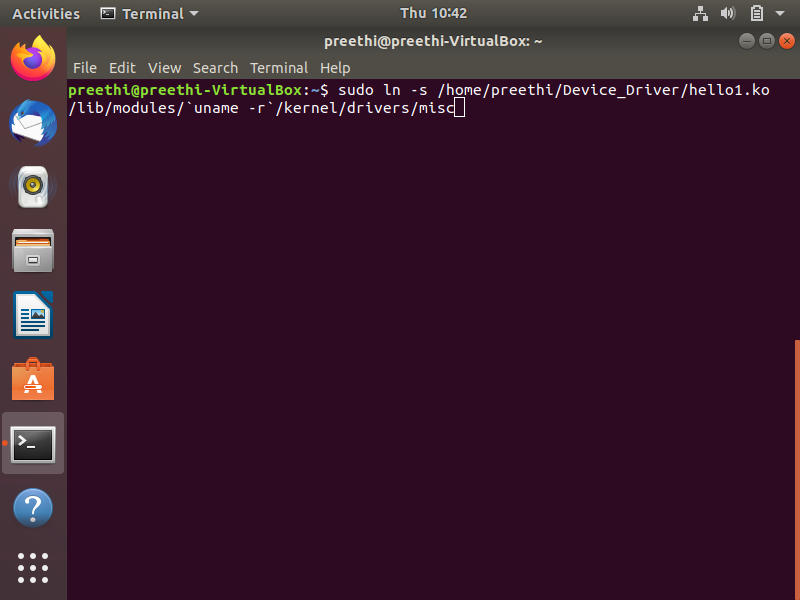 Activities Terminal Thu 10:42
preethi@preethi-VirtualBox: ~
File Edit View Search Terminal Help
preethi@preethi-VirtualBox:~$ sudo ln -s /home/preethi/Device_Driver/hello1.ko
/lib/modules/`uname -r`/kernel/drivers/misc